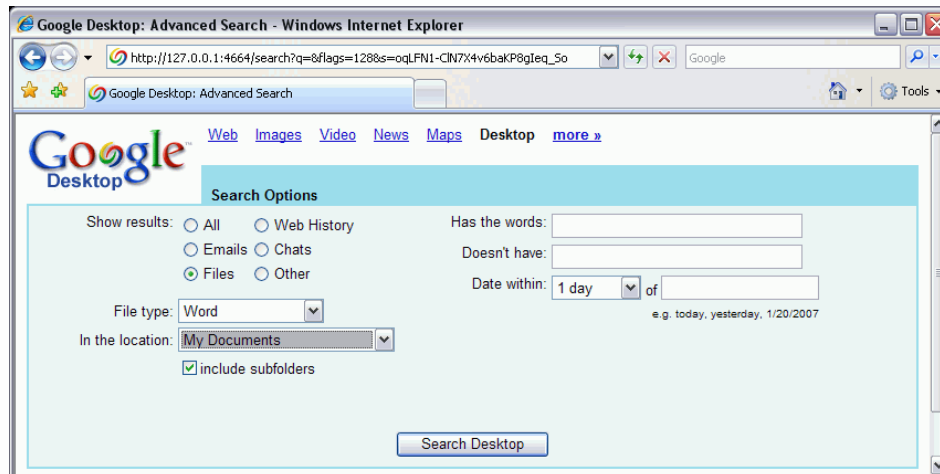 Google Desktop: Advanced Search - Windows Internet Explorer
http://127.0.0.1:4664/search?q=&flags=128&s=oqLFN1-ClN7X4v6baKP8gIeq_So
Google
Google Desktop: Advanced Search
Tools
Google™ Desktop
Web Images Video News Maps Desktop more »
Search Options
Show results: All Web History
Emails Chats
Files Other
File type: Word
In the location: My Documents
include subfolders
Has the words:
Doesn't have:
Date within: 1 day of
e.g. today, yesterday, 1/20/2007
Search Desktop